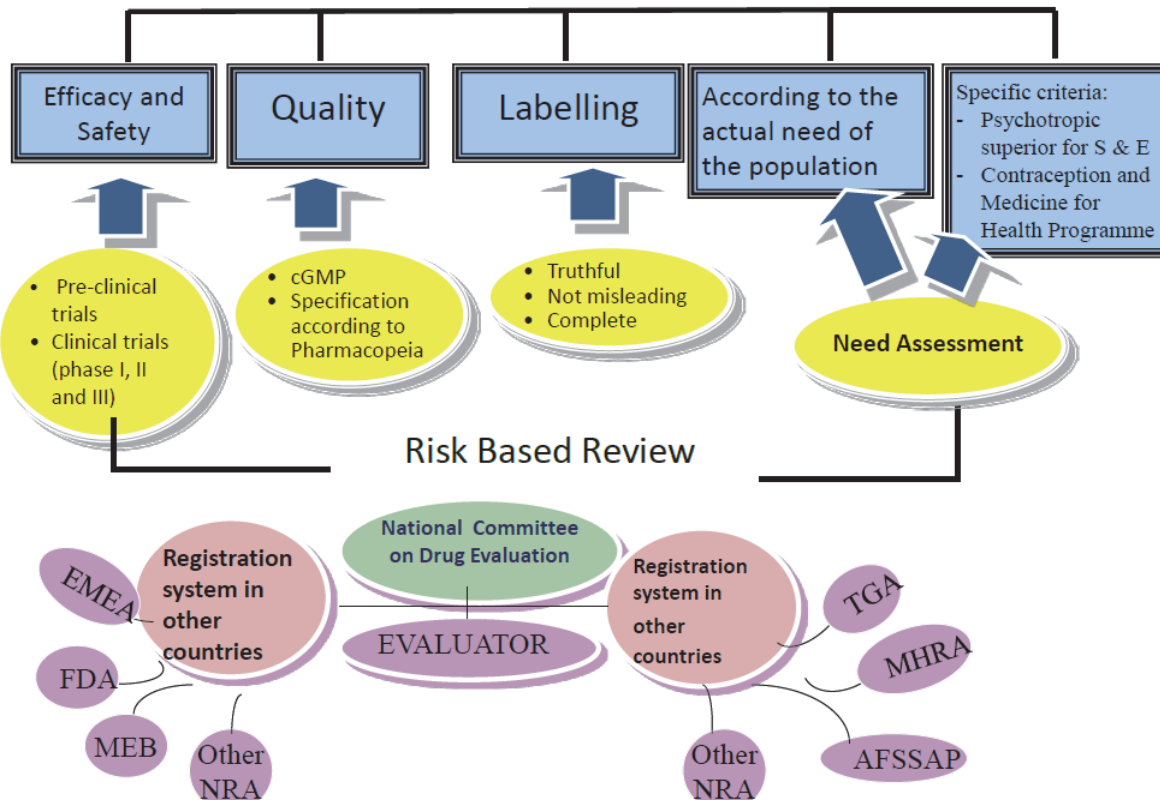 Efficacy and
Safety
Quality
Labelling
According to the
actual need of
the population
Specific criteria:
- Psychotropic
superior for S & E
- Contraception and
Medicine for
Health Programme
• Pre-clinical
trials
• Clinical trials
(phase I, II
and III)
• cGMP
• Specification
according to
Pharmacopeia
• Truthful
• Not misleading
• Complete
Need Assessment
Risk Based Review
National Committee
on Drug Evaluation
EVALUATOR
Registration
system in
other
countries
EMEA
FDA
MEB
Other
NRA
Registration
system in
other
countries
TGA
MHRA
AFSSAP
Other
NRA